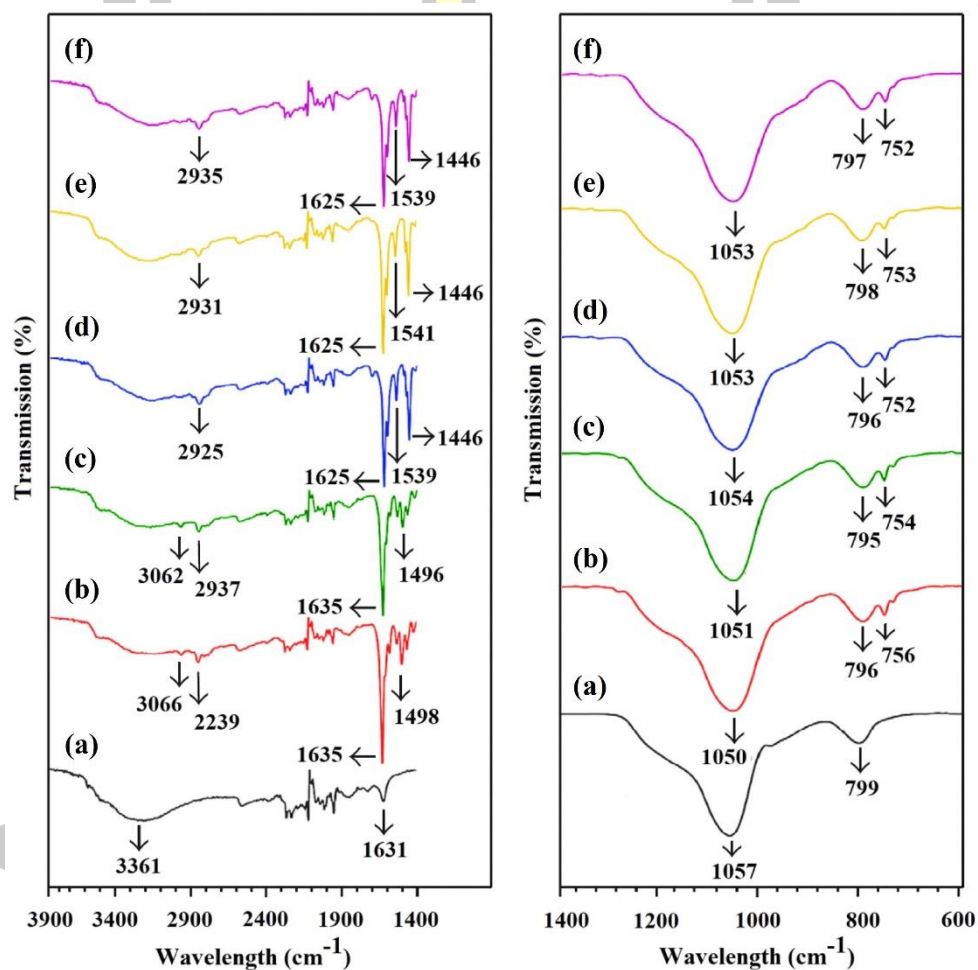 (f)
2935
1625
1539
1446
(e)
2931
1625
1541
1446
(d)
2925
1625
1539
1446
(c)
3062
2937
1635
1496
(b)
3066
2239
1635
1498
(a)
3361
1631
Transmission (%)
3900 3400 2900 2400 1900 1400
Wavelength (cm-1)
(f)
1053
797
752
(e)
1053
798
753
(d)
1054
796
752
(c)
1051
795
754
(b)
1050
796
756
(a)
1057
799
Transmission (%)
1400 1200 1000 800 600
Wavelength (cm-1)